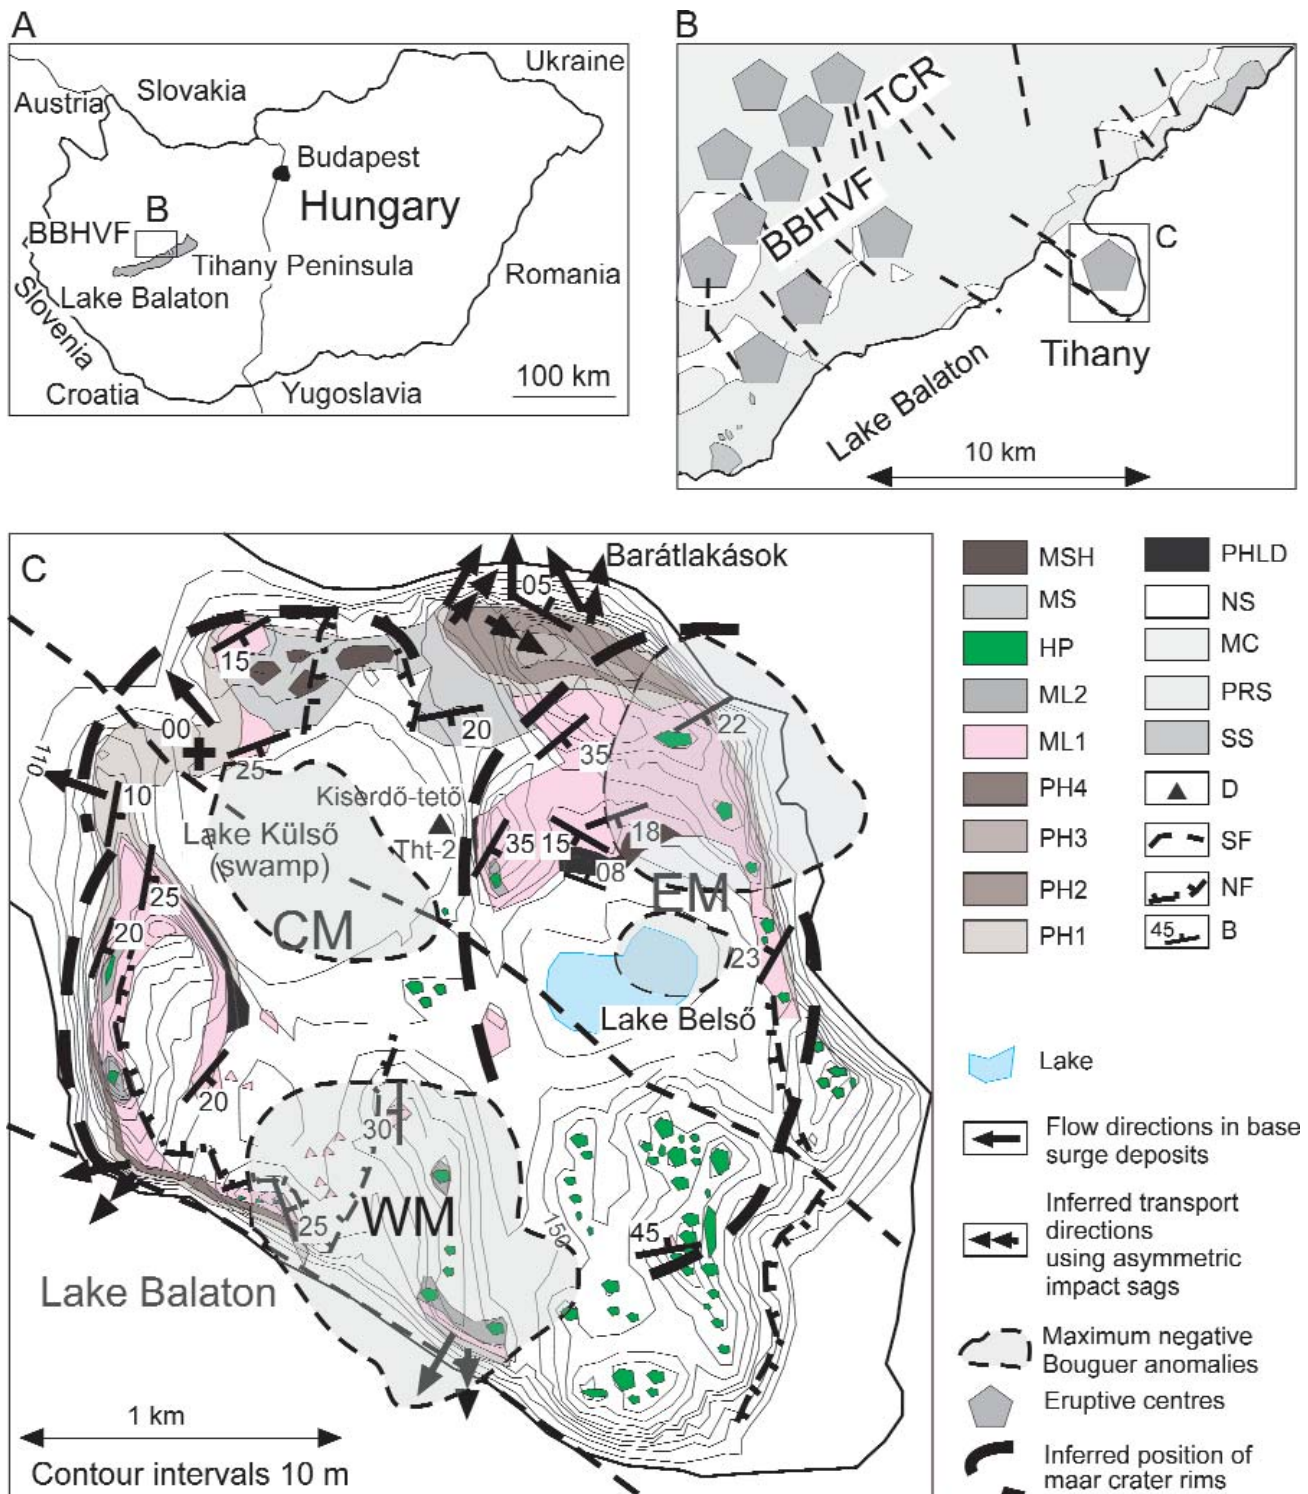 A
Ukraine
Slovakia
Austria
Budapest
Hungary
B
BBHVF
Tihany Peninsula
Romania
Lake Balaton
Slovenia
Croatia
Yugoslavia
100 km
B
TCR
BBHVF
C
Tihany
Lake Balaton
10 km
C
Barátlakások
05
15
00
20
22
25
35
110
10
Kiserdő-tető
Lake Külső
(swamp)
Tht-2
35
15
18
08
25
EM
CM
20
23
Lake Belső
20
30
WM
25
150
45
Lake Balaton
1 km
Contour intervals 10 m
MSH
MS
HP
ML2
ML1
PH4
PH3
PH2
PH1
PHLD
NS
MC
PRS
SS
D
SF
NF
45
B
Lake
Flow directions in base
surge deposits
Inferred transport
directions
using asymmetric
impact sags
Maximum negative
Bouguer anomalies
Eruptive centres
Inferred position of
maar crater rims